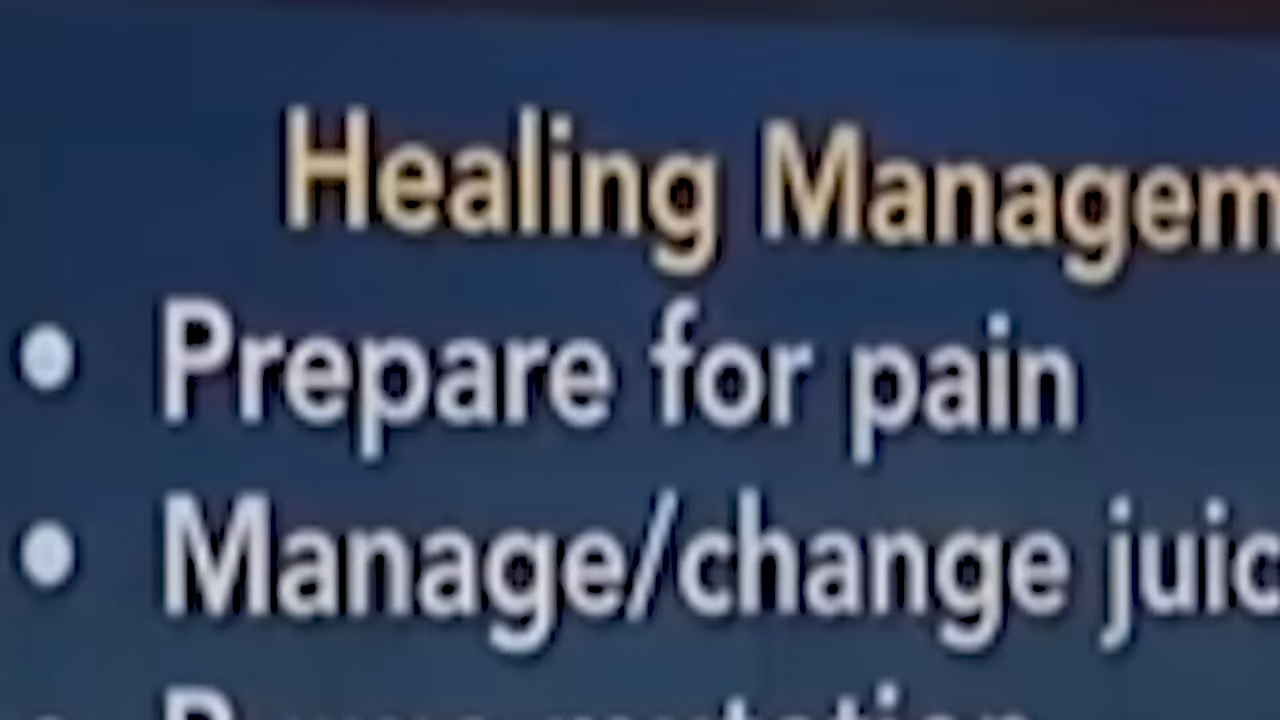 Healing Managem
• Prepare for pain
• Manage/change juic